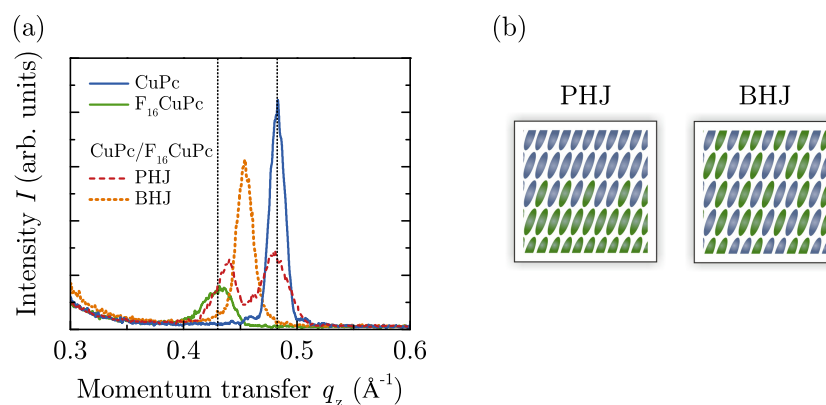 (a)
Intensity I (arb. units)
CuPc
F₁₆CuPc
CuPc/F₁₆CuPc
PHJ
BHJ
0.3 0.4 0.5 0.6
Momentum transfer q_z (Å⁻¹)
(b)
PHJ BHJ